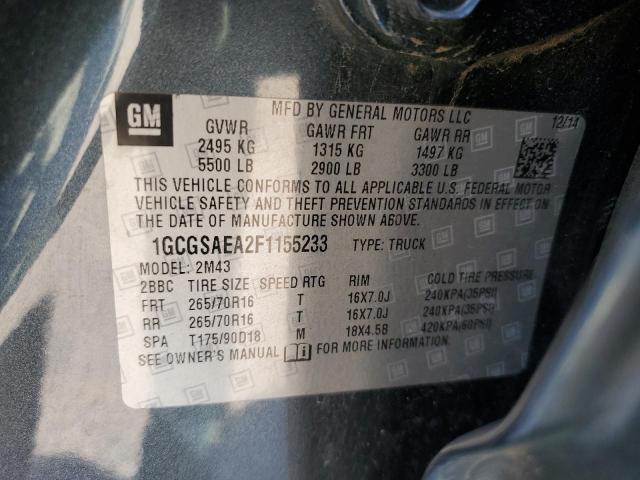 GM
MFD BY GENERAL MOTORS LLC
12/14
GVWR GAWR FRT GAWR RR
2495 KG 1315 KG 1497 KG
5500 LB 2900 LB 3300 LB
THIS VEHICLE CONFORMS TO ALL APPLICABLE U.S. FEDERAL MOTOR
VEHICLE SAFETY AND THEFT PREVENTION STANDARDS IN EFFECT ON
THE DATE OF MANUFACTURE SHOWN ABOVE.
1GCGSAEA2F1155233 TYPE: TRUCK
MODEL: 2M43
2BBC TIRE SIZE SPEED RTG RIM COLD TIRE PRESSURE
FRT 265/70R16 T 16X7.0J 240KPA(35PSI)
RR 265/70R16 T 16X7.0J 240KPA(35PSI)
SPA T175/90D18 M 18X4.5B 420KPA(60PSI)
SEE OWNER'S MANUAL FOR MORE INFORMATION.